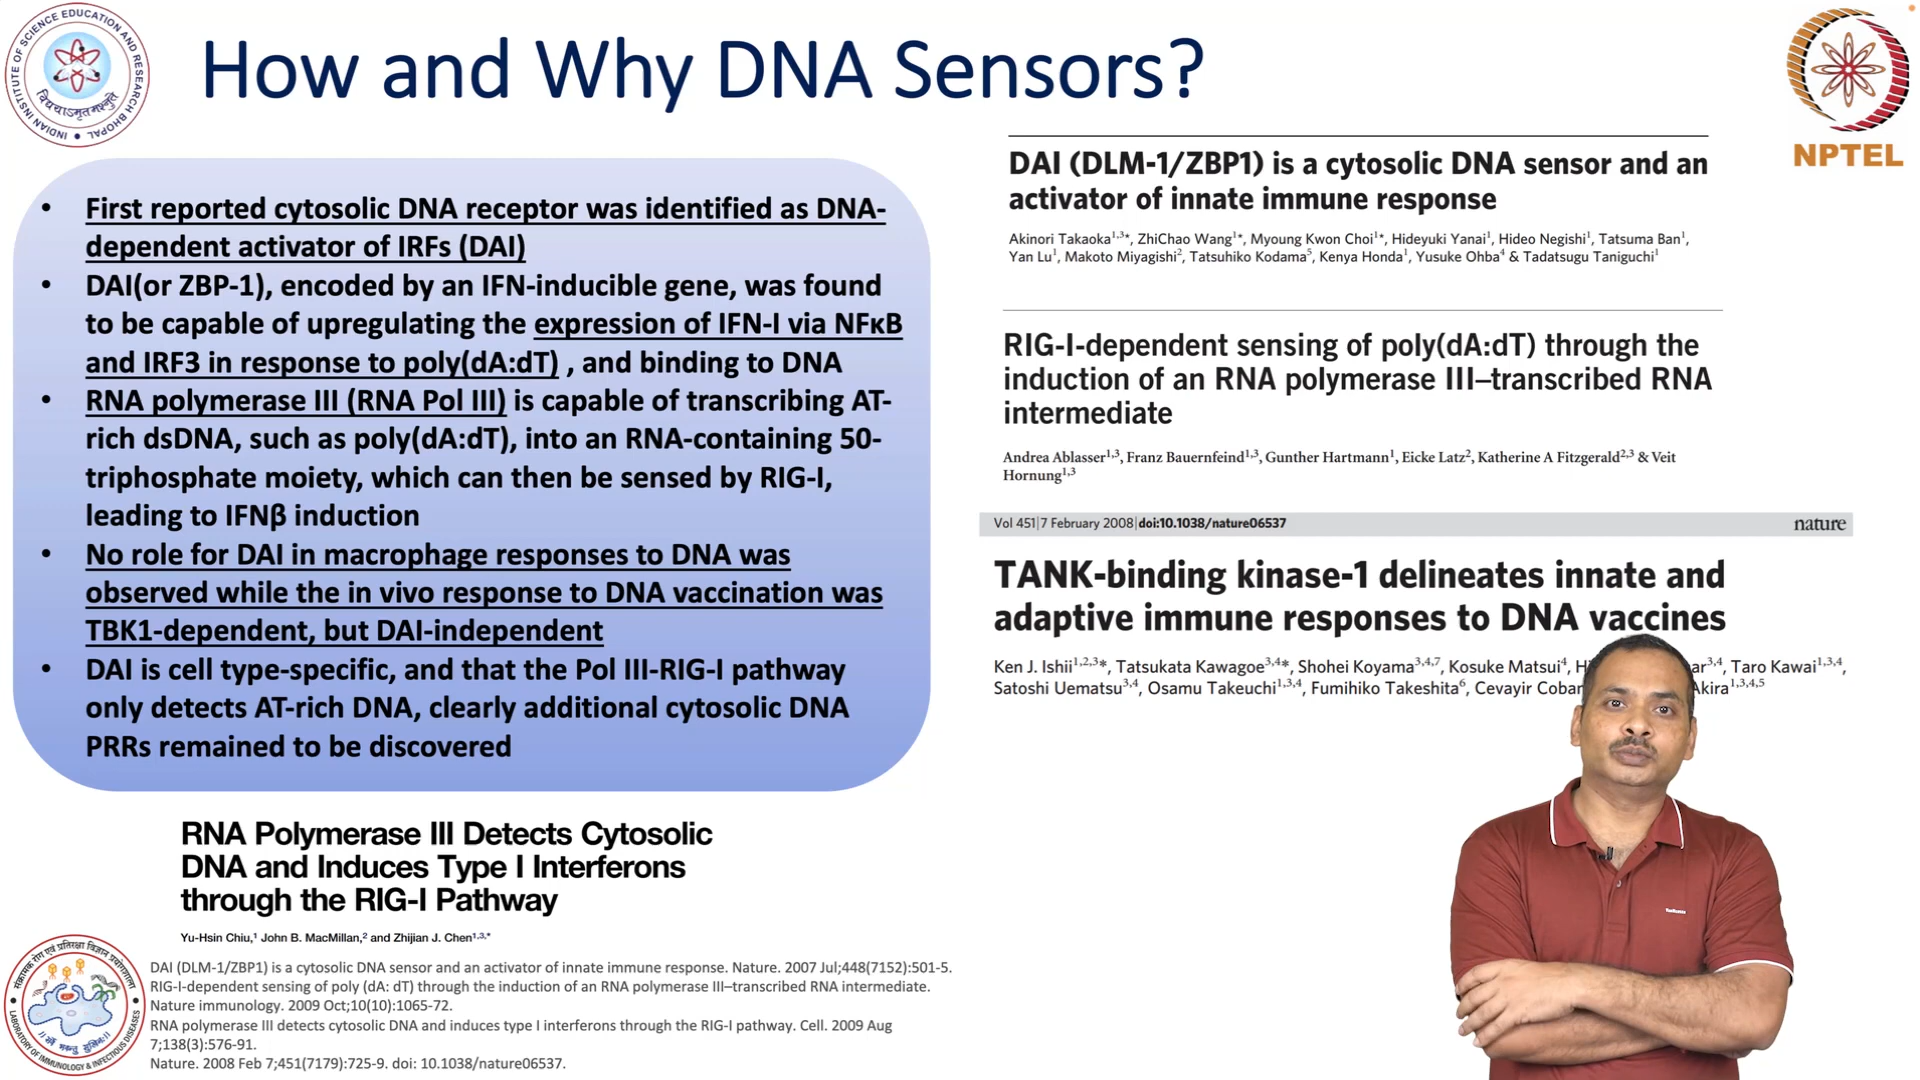 How and Why DNA Sensors?
INDIAN INSTITUTE OF SCIENCE EDUCATION AND RESEARCH BHOPAL
NPTEL
• First reported cytosolic DNA receptor was identified as DNA-
dependent activator of IRFs (DAI)
• DAI(or ZBP-1), encoded by an IFN-inducible gene, was found
to be capable of upregulating the expression of IFN-I via NFκB
and IRF3 in response to poly(dA:dT) , and binding to DNA
• RNA polymerase III (RNA Pol III) is capable of transcribing AT-
rich dsDNA, such as poly(dA:dT), into an RNA-containing 50-
triphosphate moiety, which can then be sensed by RIG-I,
leading to IFNβ induction
• No role for DAI in macrophage responses to DNA was
observed while the in vivo response to DNA vaccination was
TBK1-dependent, but DAI-independent
• DAI is cell type-specific, and that the Pol III-RIG-I pathway
only detects AT-rich DNA, clearly additional cytosolic DNA
PRRs remained to be discovered
DAI (DLM-1/ZBP1) is a cytosolic DNA sensor and an
activator of innate immune response
Akinori Takaoka1,3*, ZhiChao Wang1*, Myoung Kwon Choi1*, Hideyuki Yanai1, Hideo Negishi1, Tatsuma Ban1,
Yan Lu1, Makoto Miyagishi2, Tatsuhiko Kodama5, Kenya Honda1, Yusuke Ohba4 & Tadatsugu Taniguchi1
RIG-I-dependent sensing of poly(dA:dT) through the
induction of an RNA polymerase III–transcribed RNA
intermediate
Andrea Ablasser1,3, Franz Bauernfeind1,3, Gunther Hartmann1, Eicke Latz2, Katherine A Fitzgerald2,3 & Veit
Hornung1,3
Vol 451|7 February 2008|doi:10.1038/nature06537 nature
TANK-binding kinase-1 delineates innate and
adaptive immune responses to DNA vaccines
Ken J. Ishii1,2,3*, Tatsukata Kawagoe3,4*, Shohei Koyama3,4,7, Kosuke Matsui4, Taro Kawai1,3,4,
Satoshi Uematsu3,4, Osamu Takeuchi1,3,4, Fumihiko Takeshita6, Cevayir Coban Akira1,3,4,5
RNA Polymerase III Detects Cytosolic
DNA and Induces Type I Interferons
through the RIG-I Pathway
Yu-Hsin Chiu,1 John B. MacMillan,2 and Zhijian J. Chen1,3,*
LABORATORY OF IMMUNOLOGY & INFECTIOUS DISEASES
DAI (DLM-1/ZBP1) is a cytosolic DNA sensor and an activator of innate immune response. Nature. 2007 Jul;448(7152):501-5.
RIG-I-dependent sensing of poly (dA: dT) through the induction of an RNA polymerase III–transcribed RNA intermediate.
Nature immunology. 2009 Oct;10(10):1065-72.
RNA polymerase III detects cytosolic DNA and induces type I interferons through the RIG-I pathway. Cell. 2009 Aug
7;138(3):576-91.
Nature. 2008 Feb 7;451(7179):725-9. doi: 10.1038/nature06537.